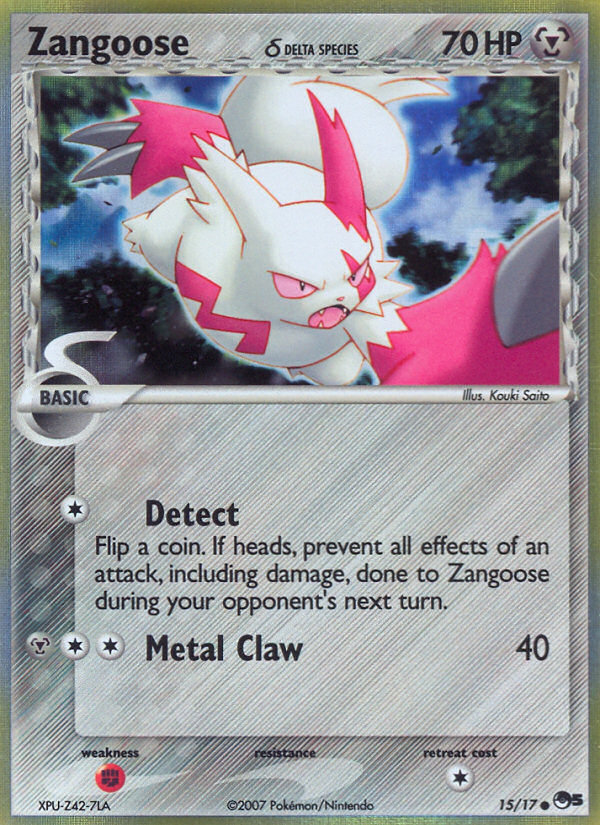 Zangoose δ DELTA SPECIES 70 HP
Illus. Kouki Saito
δ
BASIC
Detect
Flip a coin. If heads, prevent all effects of an
attack, including damage, done to Zangoose
during your opponent's next turn.
Metal Claw 40
weakness resistance retreat cost
XPU-Z42-7LA ©2007 Pokémon/Nintendo 15/17 ● 5